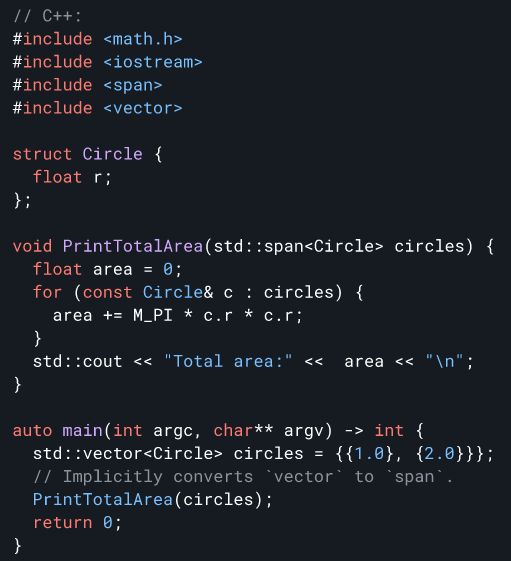 // C++:
#include <math.h>
#include <iostream>
#include <span>
#include <vector>

struct Circle {
  float r;
};

void PrintTotalArea(std::span<Circle> circles) {
  float area = 0;
  for (const Circle& c : circles) {
    area += M_PI * c.r * c.r;
  }
  std::cout << "Total area:" <<  area << "\n";
}

auto main(int argc, char** argv) -> int {
  std::vector<Circle> circles = {{1.0}, {2.0}};
  // Implicitly converts `vector` to `span`.
  PrintTotalArea(circles);
  return 0;
}